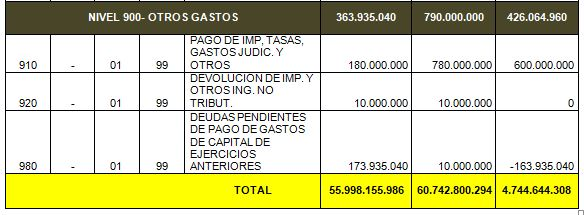 NIVEL 900- OTROS GASTOS 363.935.040 790.000.000 426.064.960
PAGO DE IMP, TASAS,
GASTOS JUDIC. Y
910 - 01 99 OTROS 180.000.000 780.000.000 600.000.000
DEVOLUCION DE IMP. Y
OTROS ING. NO
920 - 01 99 TRIBUT. 10.000.000 10.000.000 0
DEUDAS PENDIENTES
DE PAGO DE GASTOS
DE CAPITAL DE
EJERCICIOS
980 - 01 99 ANTERIORES 173.935.040 10.000.000 -163.935.040
TOTAL 55.998.155.986 60.742.800.294 4.744.644.308